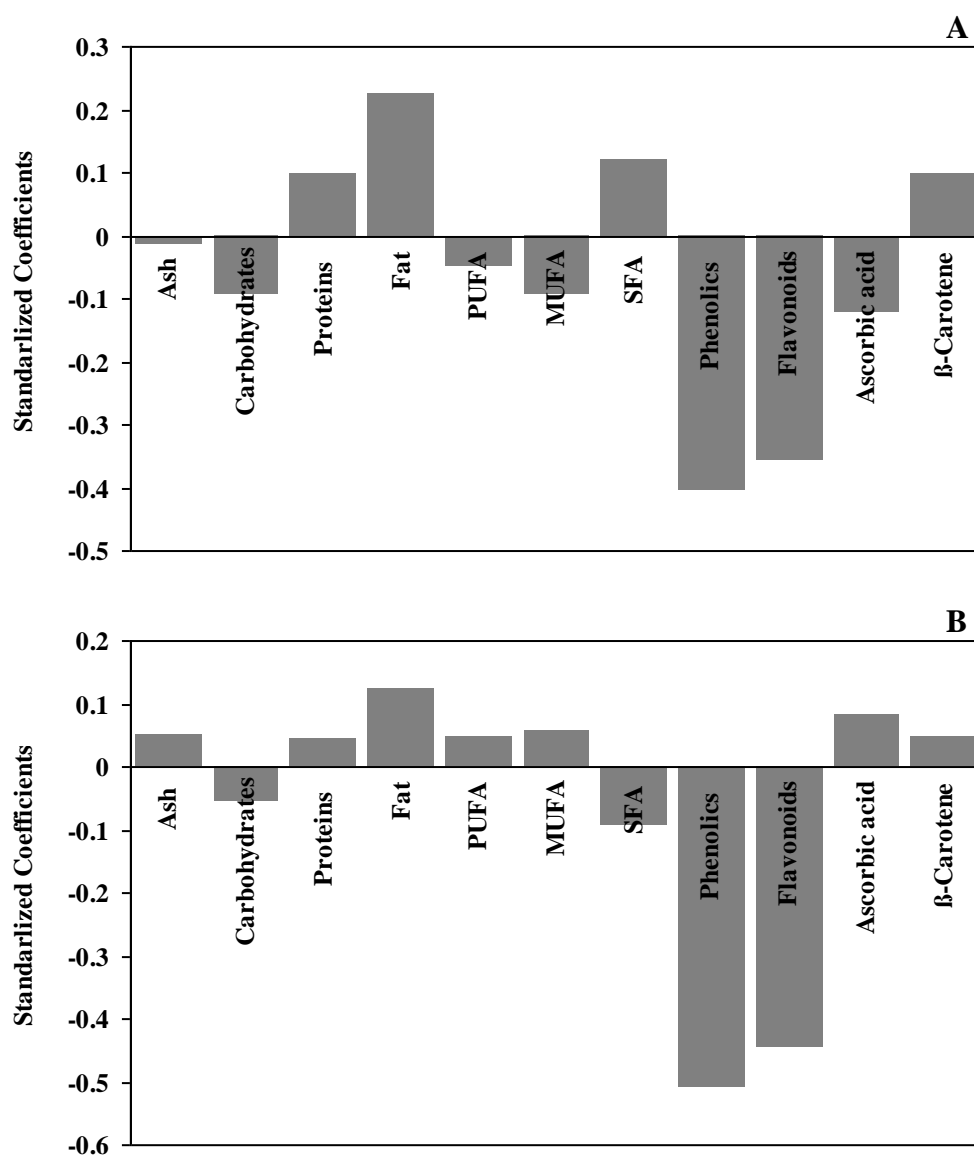 A
0.3
0.2
0.1
0
-0.1
-0.2
-0.3
-0.4
-0.5
Standarlized Coefficients
Ash
Carbohydrates
Proteins
Fat
PUFA
MUFA
SFA
Phenolics
Flavonoids
Ascorbic acid
ß-Carotene
B
0.2
0.1
0
-0.1
-0.2
-0.3
-0.4
-0.5
-0.6
Standarlized Coefficients
Ash
Carbohydrates
Proteins
Fat
PUFA
MUFA
SFA
Phenolics
Flavonoids
Ascorbic acid
ß-Carotene